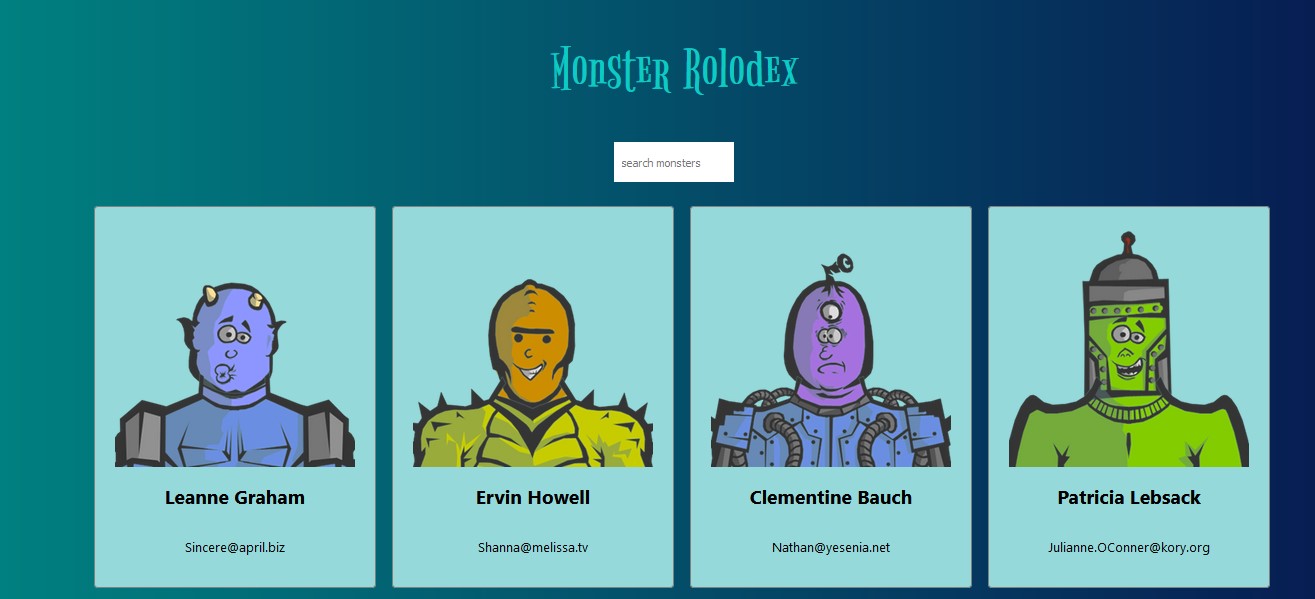 Monster Rolodex
search monsters
Leanne Graham
Sincere@april.biz
Ervin Howell
Shanna@melissa.tv
Clementine Bauch
Nathan@yesenia.net
Patricia Lebsack
Julianne.OConner@kory.org